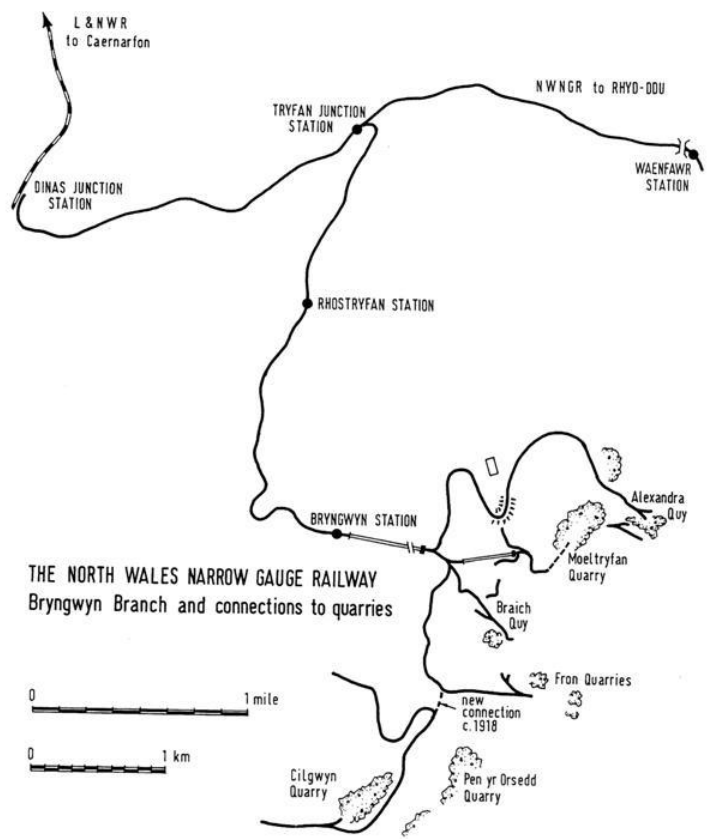 L & NWR
to Caernarfon
NWNGR to RHYD-DDU
TRYFAN JUNCTION
STATION
WAENFAWR
STATION
DINAS JUNCTION
STATION
RHOSTRYFAN STATION
Alexandra
Quy
BRYNGWYN STATION
Moeltryfan
Quarry
THE NORTH WALES NARROW GAUGE RAILWAY
Bryngwyn Branch and connections to quarries
Braich
Quy
Fron Quarries
0 1 mile
new
connection
c.1918
0 1 km
Cilgwyn
Quarry
Pen yr Orsedd
Quarry